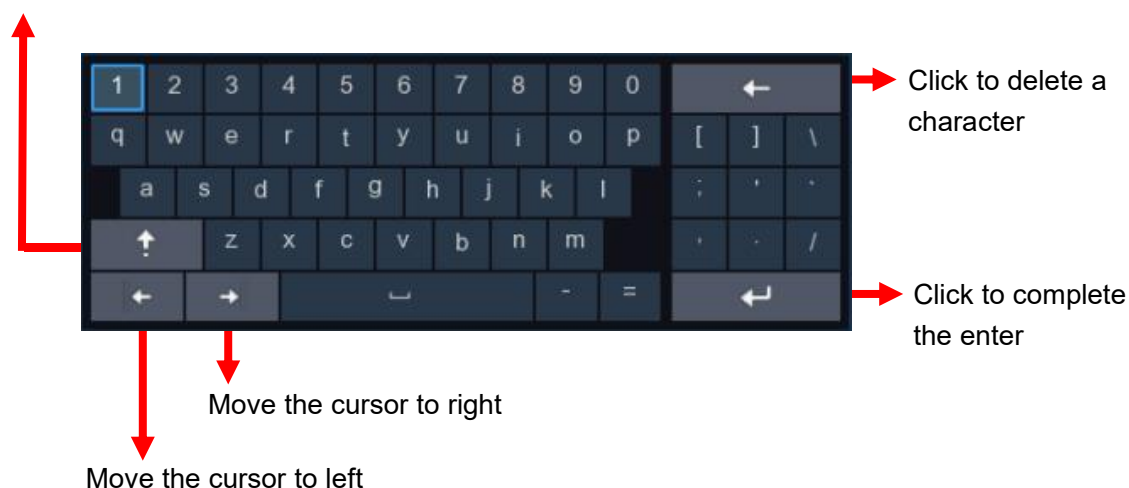 1 2 3 4 5 6 7 8 9 0
Click to delete a
character
q w e r t y u i o p [ ] \
a s d f g h j k l ; ' `
z x c v b n m , . /
- =
Click to complete
the enter
Move the cursor to right
Move the cursor to left